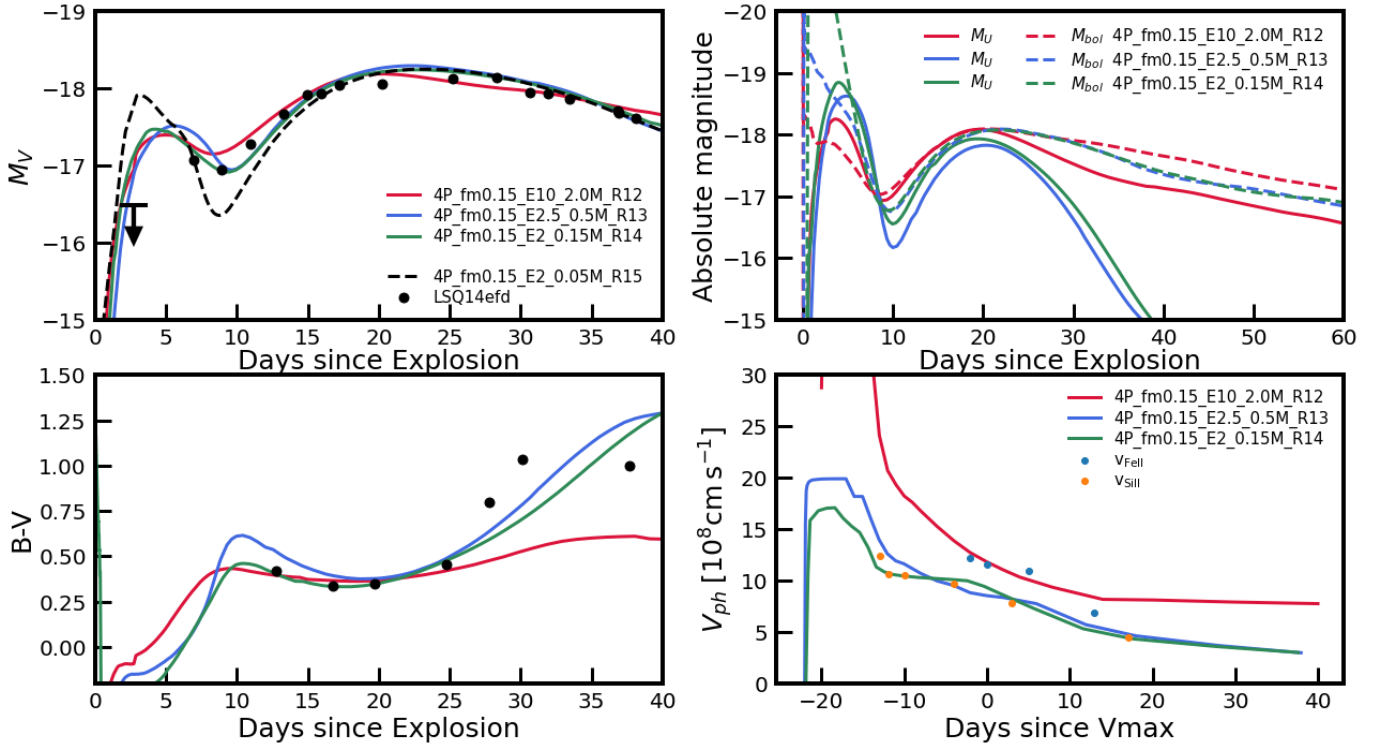 −19
−18
−17
−16
−15
M_V
0 5 10 15 20 25 30 35 40
Days since Explosion
4P_fm0.15_E10_2.0M_R12
4P_fm0.15_E2.5_0.5M_R13
4P_fm0.15_E2_0.15M_R14
4P_fm0.15_E2_0.05M_R15
LSQ14efd
−20
−19
−18
−17
−16
−15
Absolute magnitude
0 10 20 30 40 50 60
Days since Explosion
M_U M_bol 4P_fm0.15_E10_2.0M_R12
M_U M_bol 4P_fm0.15_E2.5_0.5M_R13
M_U M_bol 4P_fm0.15_E2_0.15M_R14
1.50
1.25
1.00
0.75
0.50
0.25
0.00
B-V
0 5 10 15 20 25 30 35 40
Days since Explosion
30
25
20
15
10
5
0
V_ph [10⁸cm s⁻¹]
−20 −10 0 10 20 30 40
Days since Vmax
4P_fm0.15_E10_2.0M_R12
4P_fm0.15_E2.5_0.5M_R13
4P_fm0.15_E2_0.15M_R14
v_FeII
v_SiII